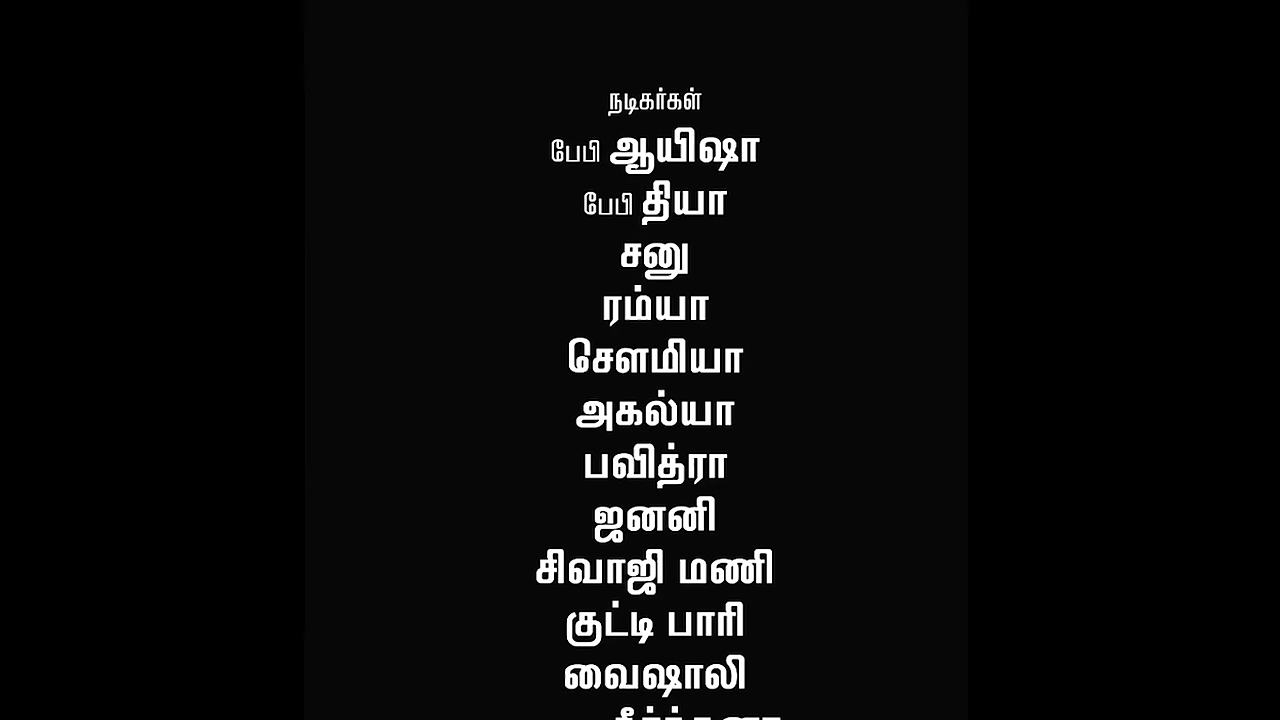 நடிகர்கள்
பேபி ஆயிஷா
பேபி தியா
சனு
ரம்யா
சௌமியா
அகல்யா
பவித்ரா
ஜனனி
சிவாஜி மணி
குட்டி பாரி
வைஷாலி